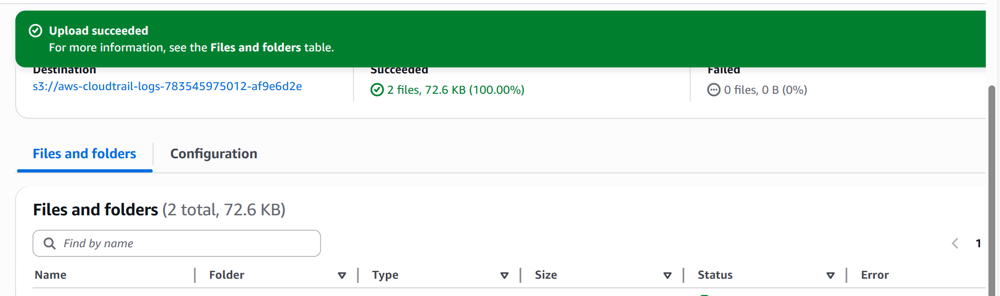 Upload succeeded
For more information, see the Files and folders table.
Destination
Succeeded
Failed
s3://aws-cloudtrail-logs-783545975012-af9e6d2e
2 files, 72.6 KB (100.00%)
0 files, 0 B (0%)
Files and folders
Configuration
Files and folders (2 total, 72.6 KB)
Find by name
1
Name
Folder
Type
Size
Status
Error